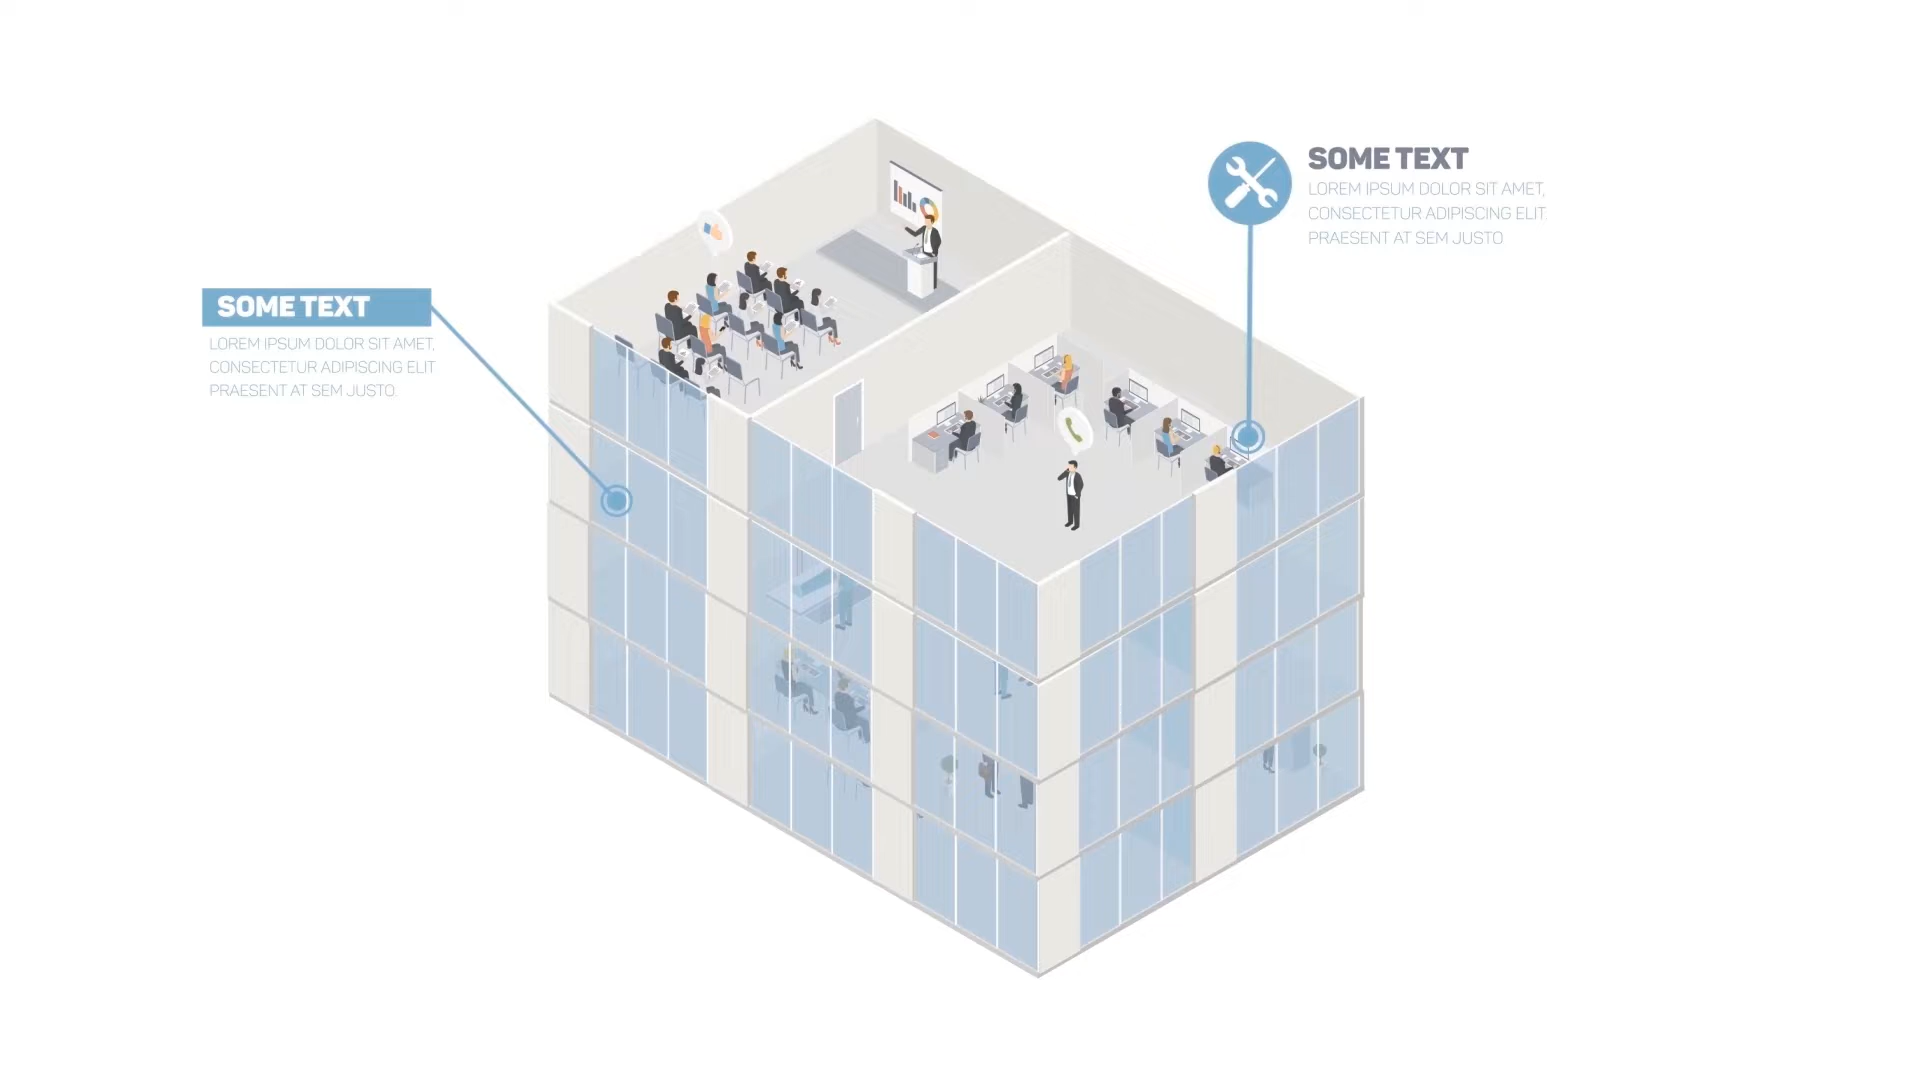 SOME TEXT
LOREM IPSUM DOLOR SIT AMET,
CONSECTETUR ADIPISCING ELIT
PRAESENT AT SEM JUSTO.
SOME TEXT
LOREM IPSUM DOLOR SIT AMET,
CONSECTETUR ADIPISCING ELIT.
PRAESENT AT SEM JUSTO